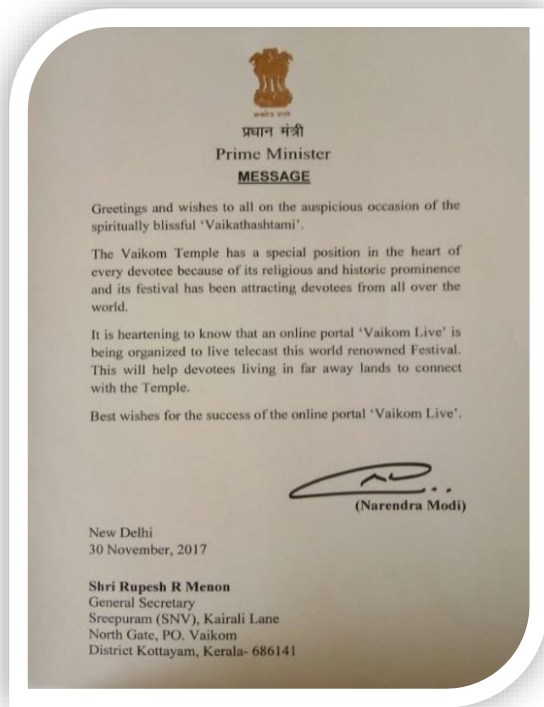 प्रधान मंत्री
Prime Minister
MESSAGE
Greetings and wishes to all on the auspicious occasion of the
spiritually blissful 'Vaikathashtami'.
The Vaikom Temple has a special position in the heart of
every devotee because of its religious and historic prominence
and its festival has been attracting devotees from all over the
world.
It is heartening to know that an online portal 'Vaikom Live' is
being organized to live telecast this world renowned Festival.
This will help devotees living in far away lands to connect
with the Temple.
Best wishes for the success of the online portal 'Vaikom Live'.
(Narendra Modi)
New Delhi
30 November, 2017
Shri Rupesh R Menon
General Secretary
Sreepuram (SNV), Kairali Lane
North Gate, PO. Vaikom
District Kottayam, Kerala- 686141